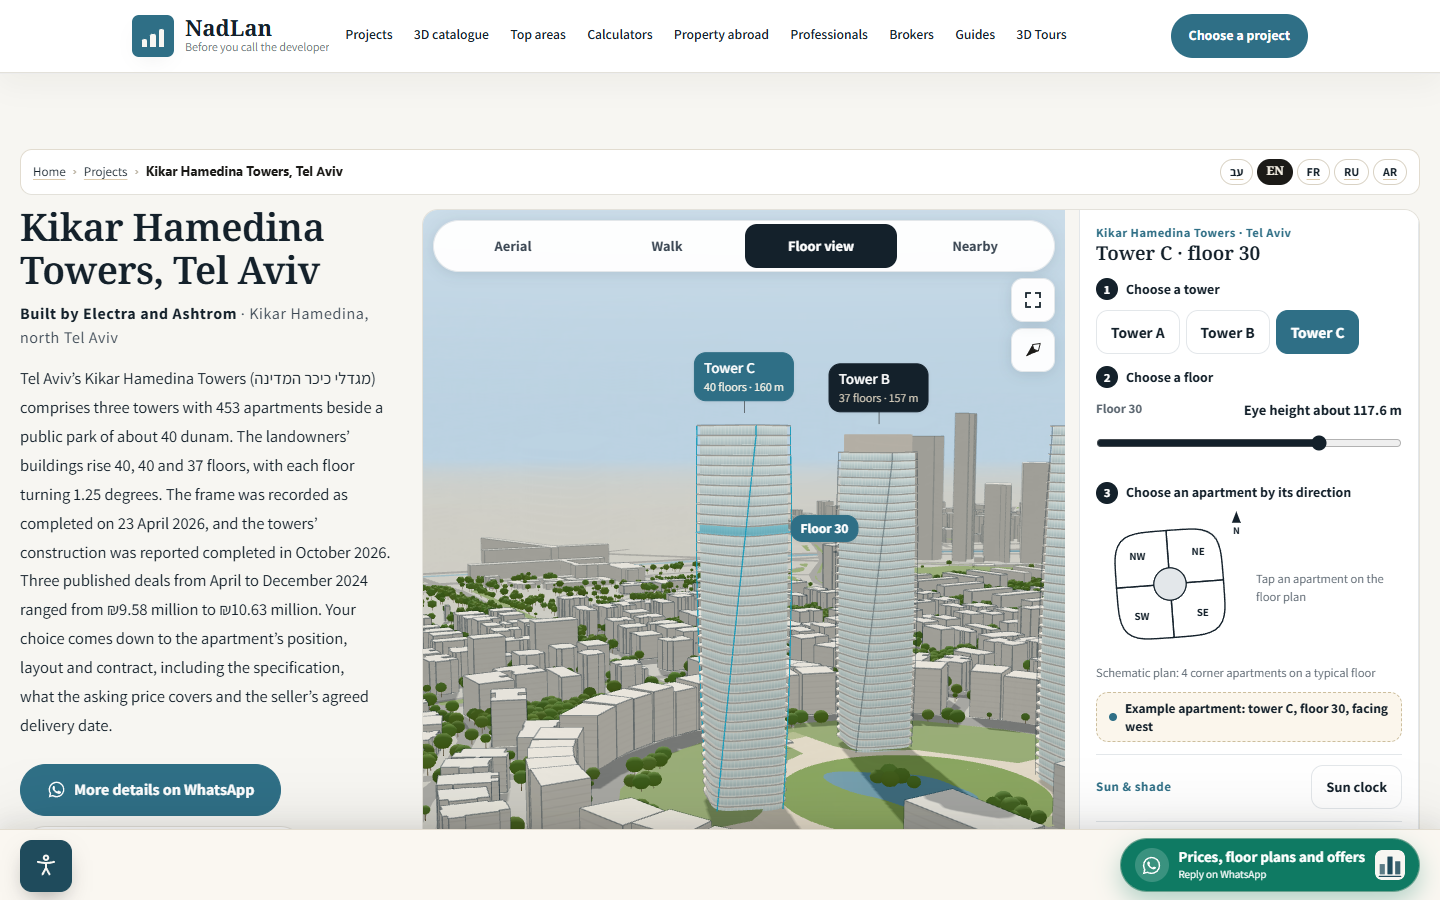 NadLan
Before you call the developer
Projects
3D catalogue
Top areas
Calculators
Property abroad
Professionals
Brokers
Guides
3D Tours
Choose a project
Home › Projects › Kikar Hamedina Towers, Tel Aviv
עב
EN
FR
RU
AR
Kikar Hamedina
Towers, Tel Aviv
Built by Electra and Ashtrom · Kikar Hamedina,
north Tel Aviv
Tel Aviv’s Kikar Hamedina Towers (מגדלי כיכר המדינה)
comprises three towers with 453 apartments beside a
public park of about 40 dunam. The landowners’
buildings rise 40, 40 and 37 floors, with each floor
turning 1.25 degrees. The frame was recorded as
completed on 23 April 2026, and the towers’
construction was reported completed in October 2026.
Three published deals from April to December 2024
ranged from ₪9.58 million to ₪10.63 million. Your
choice comes down to the apartment’s position,
layout and contract, including the specification,
what the asking price covers and the seller’s agreed
delivery date.
More details on WhatsApp
Aerial
Walk
Floor view
Nearby
Tower C
40 floors · 160 m
Tower B
37 floors · 157 m
Floor 30
Kikar Hamedina Towers · Tel Aviv
Tower C · floor 30
1 Choose a tower
Tower A
Tower B
Tower C
2 Choose a floor
Floor 30
Eye height about 117.6 m
3 Choose an apartment by its direction
N
NW
NE
SW
SE
Tap an apartment on the
floor plan
Schematic plan: 4 corner apartments on a typical floor
Example apartment: tower C, floor 30, facing
west
Sun & shade
Sun clock
Prices, floor plans and offers
Reply on WhatsApp